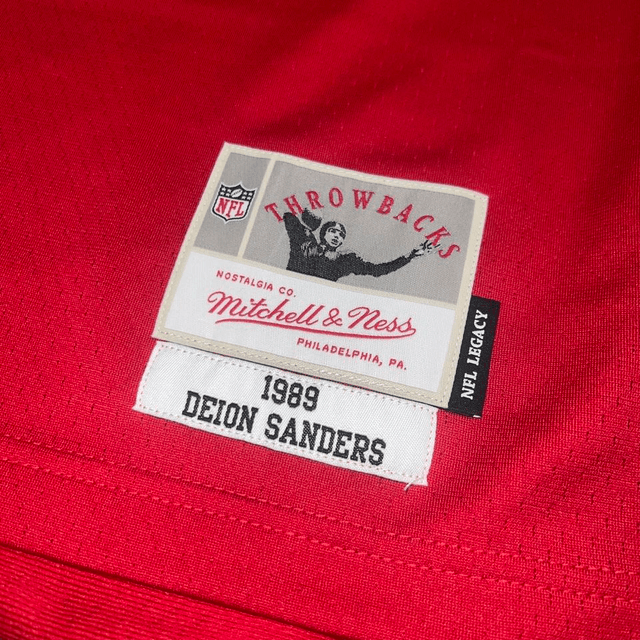 NFL
THROWBACKS
NOSTALGIA CO.
Mitchell & Ness
PHILADELPHIA, PA.
NFL LEGACY
1989
DEION SANDERS